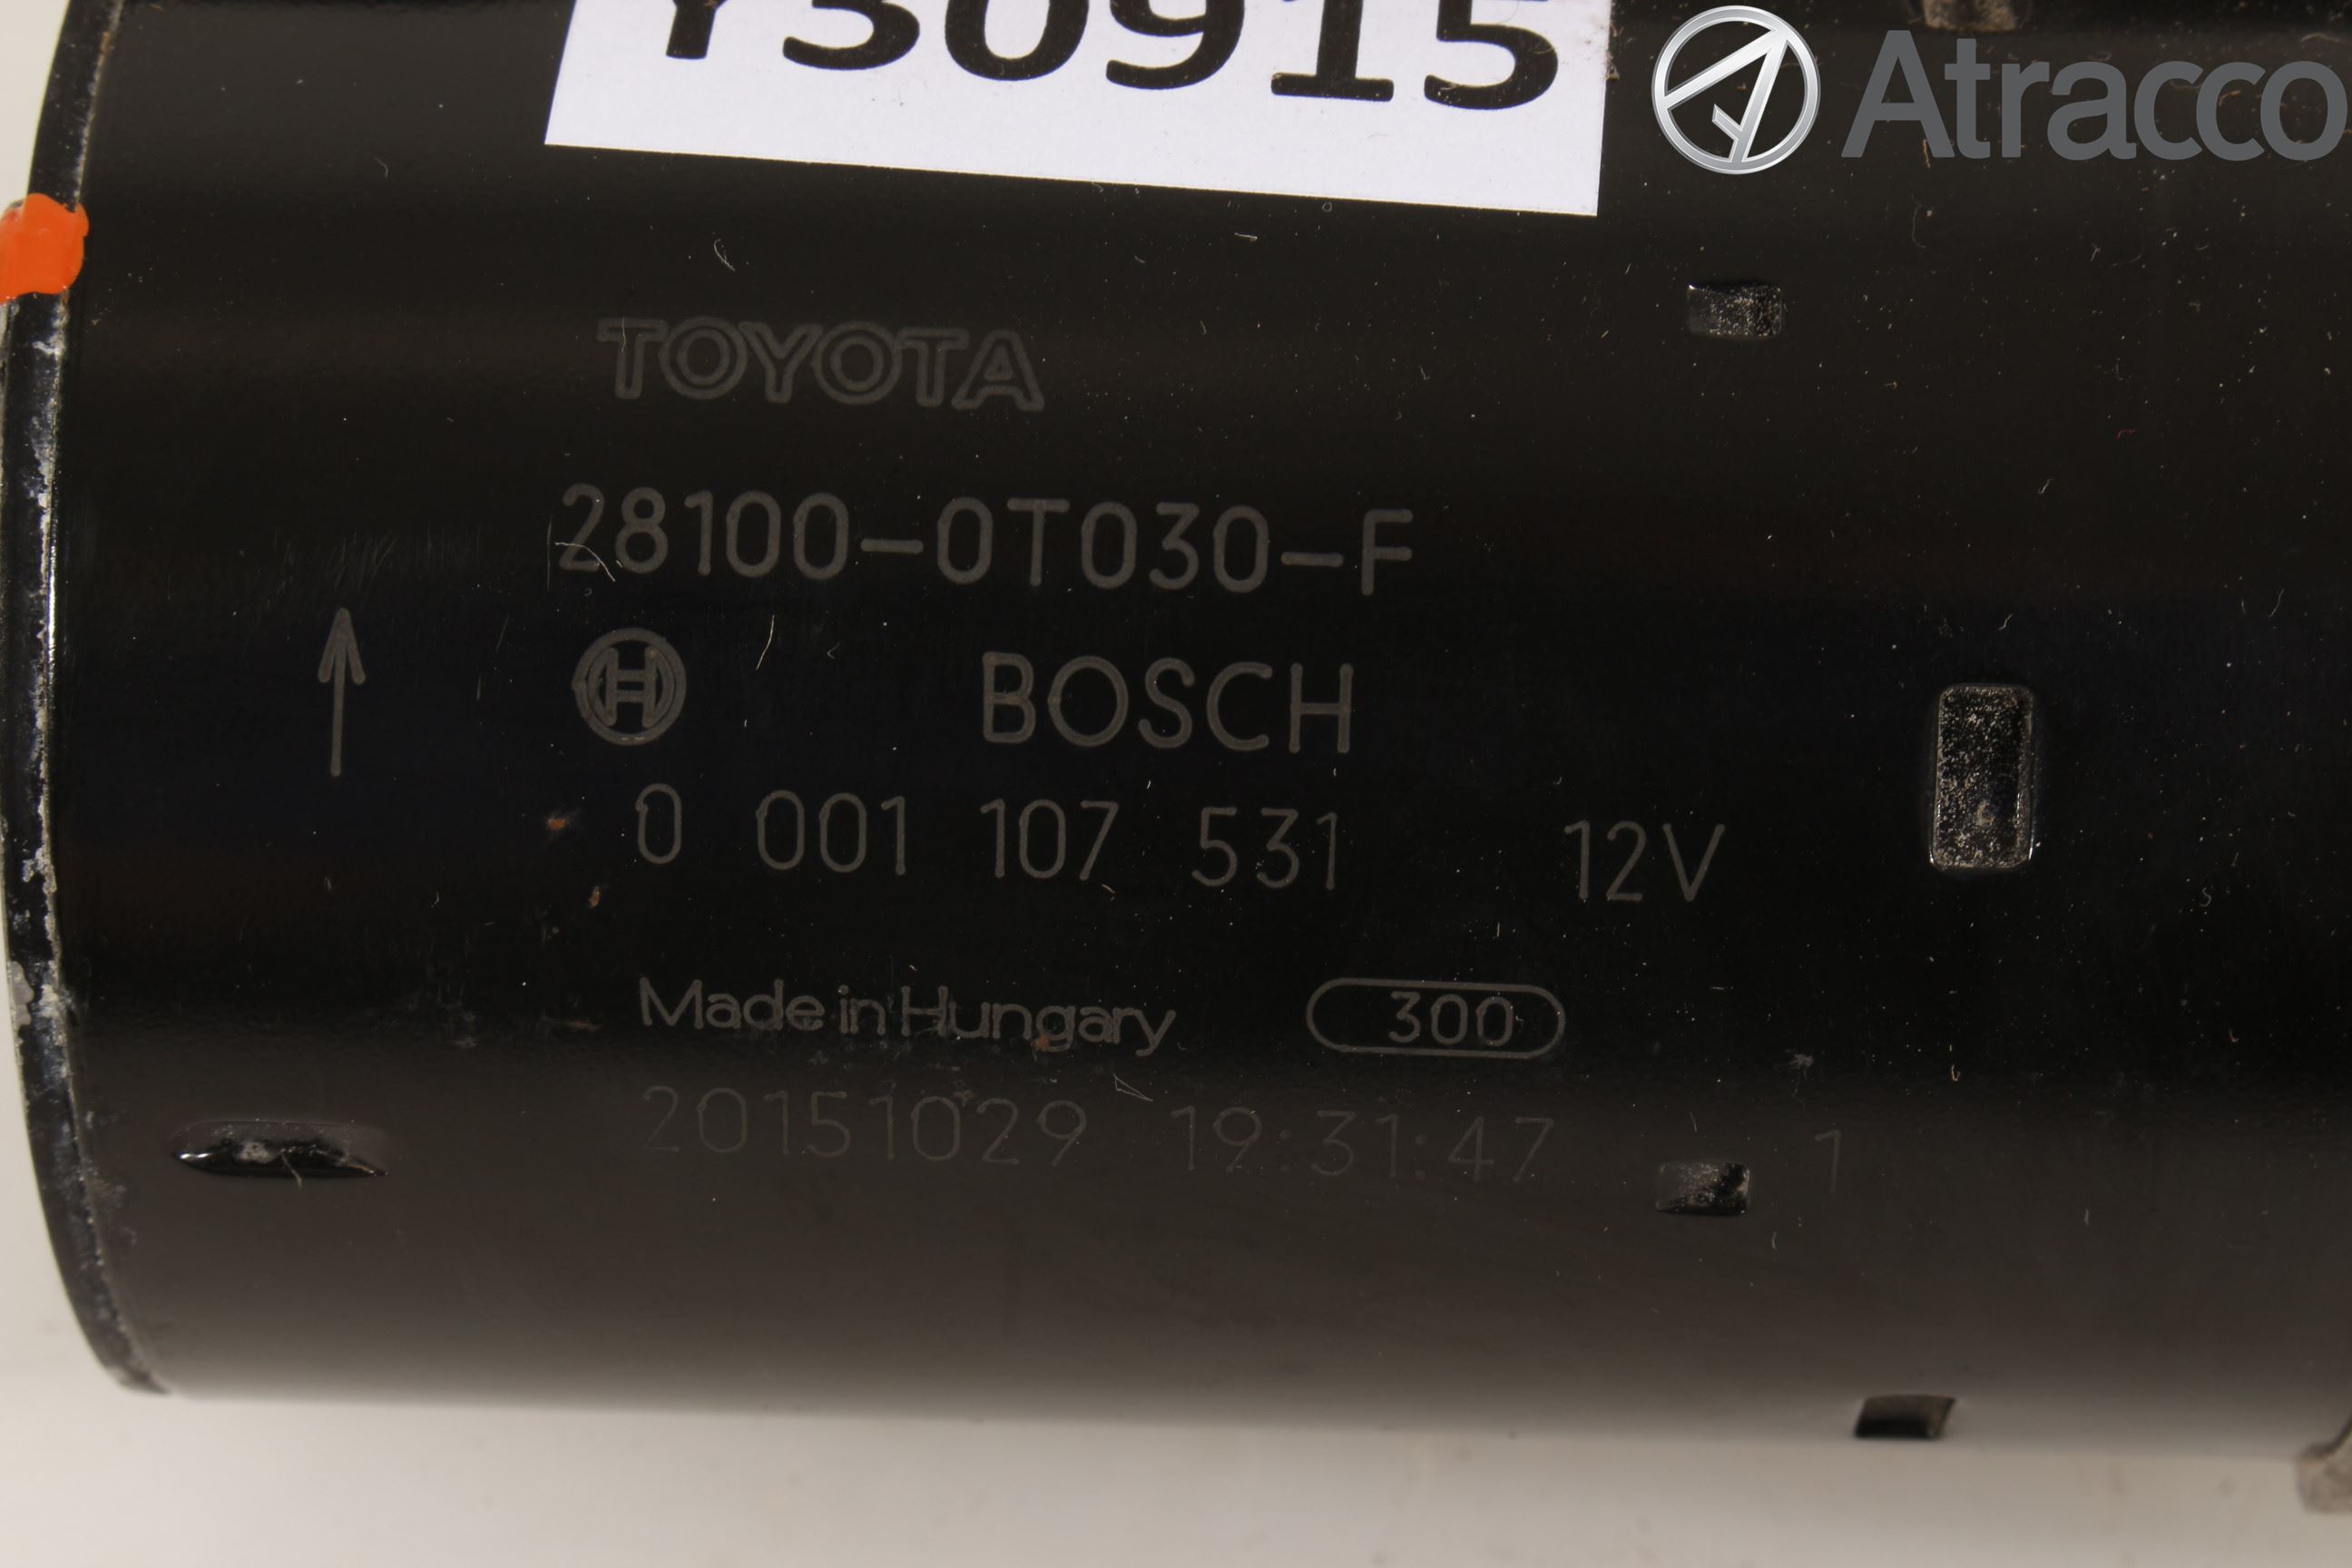 Y30915
Atracco
TOYOTA
28100-0T030-F
BOSCH
0 001 107 531 12V
Made in Hungary 300
20151029 19:31:47 1